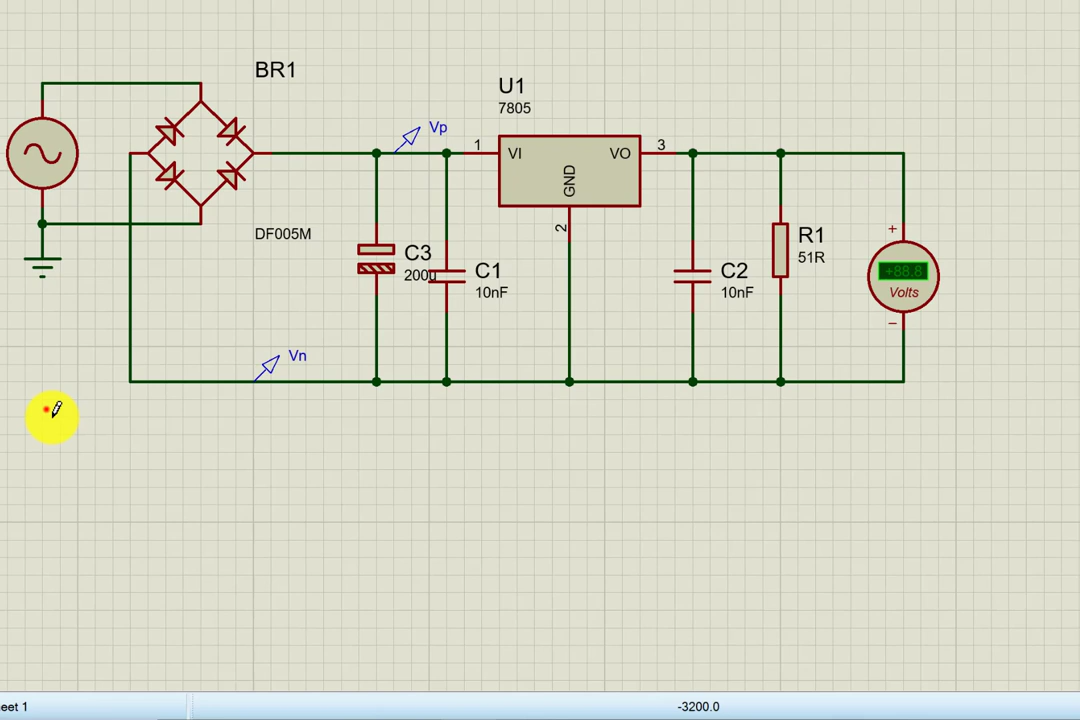 BR1
U1
7805
Vp
1
VI
VO
3
GND
2
DF005M
C3
200u
C1
10nF
C2
10nF
R1
51R
+
+88.8
Volts
−
Vn
eet 1
-3200.0